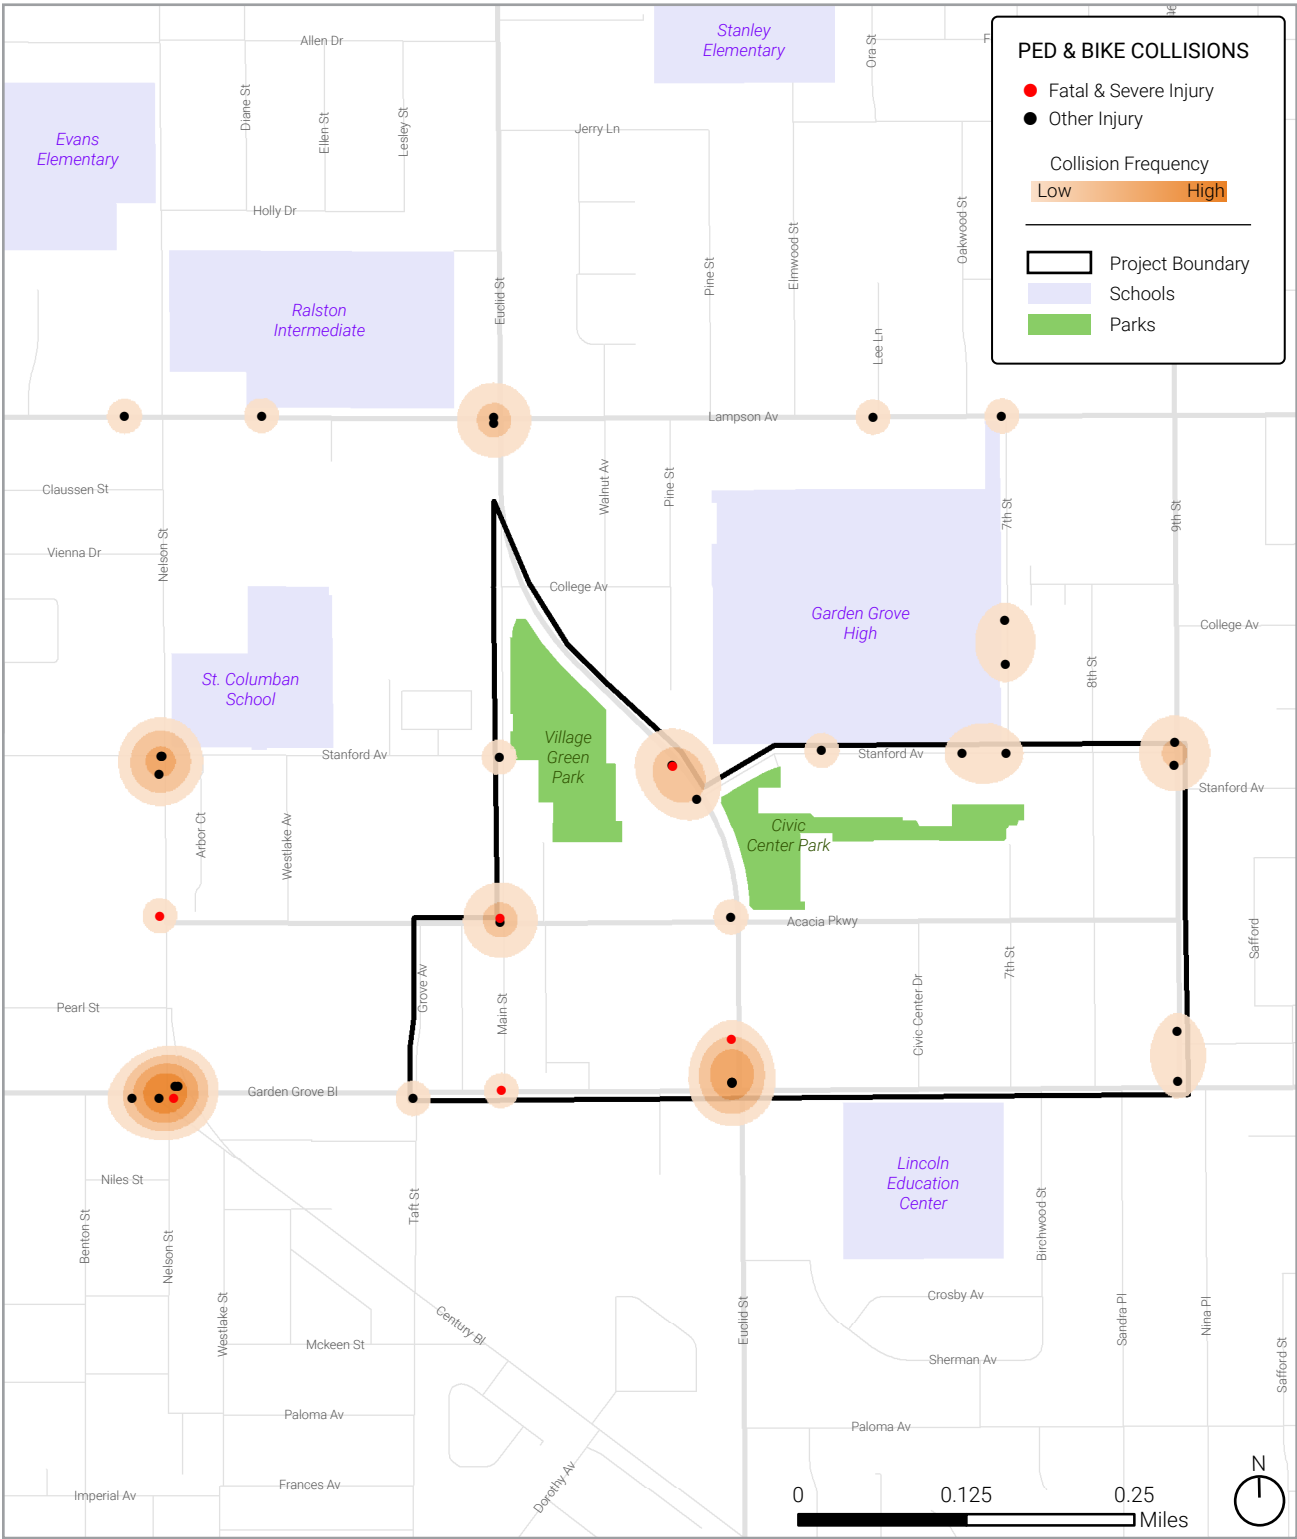 Allen Dr
Stanley
Elementary
Ora St
9t
F
PED & BIKE COLLISIONS
Fatal & Severe Injury
Other Injury
Collision Frequency
Low
High
Project Boundary
Schools
Parks
Evans
Elementary
Diane St
Ellen St
Lesley St
Jerry Ln
Holly Dr
Ralston
Intermediate
Euclid St
Pine St
Elmwood St
Oakwood St
Lee Ln
Lampson Av
Claussen St
Vienna Dr
Nelson St
Walnut Av
Pine St
7th St
9th St
College Av
Garden Grove
High
College Av
8th St
St. Columban
School
Stanford Av
Village
Green
Park
Stanford Av
Stanford Av
Arbor Ct
Westlake Av
Civic
Center Park
Acacia Pkwy
Safford
Grove Av
Main St
Civic Center Dr
7th St
Pearl St
Garden Grove Bl
Lincoln
Education
Center
Niles St
Benton St
Nelson St
Taft St
Birchwood St
Westlake St
Century Bl
Mckeen St
Euclid St
Crosby Av
Sandra Pl
Nina Pl
Safford St
Sherman Av
Paloma Av
Paloma Av
Frances Av
Imperial Av
Dorothy Av
N
0
0.125
0.25
Miles